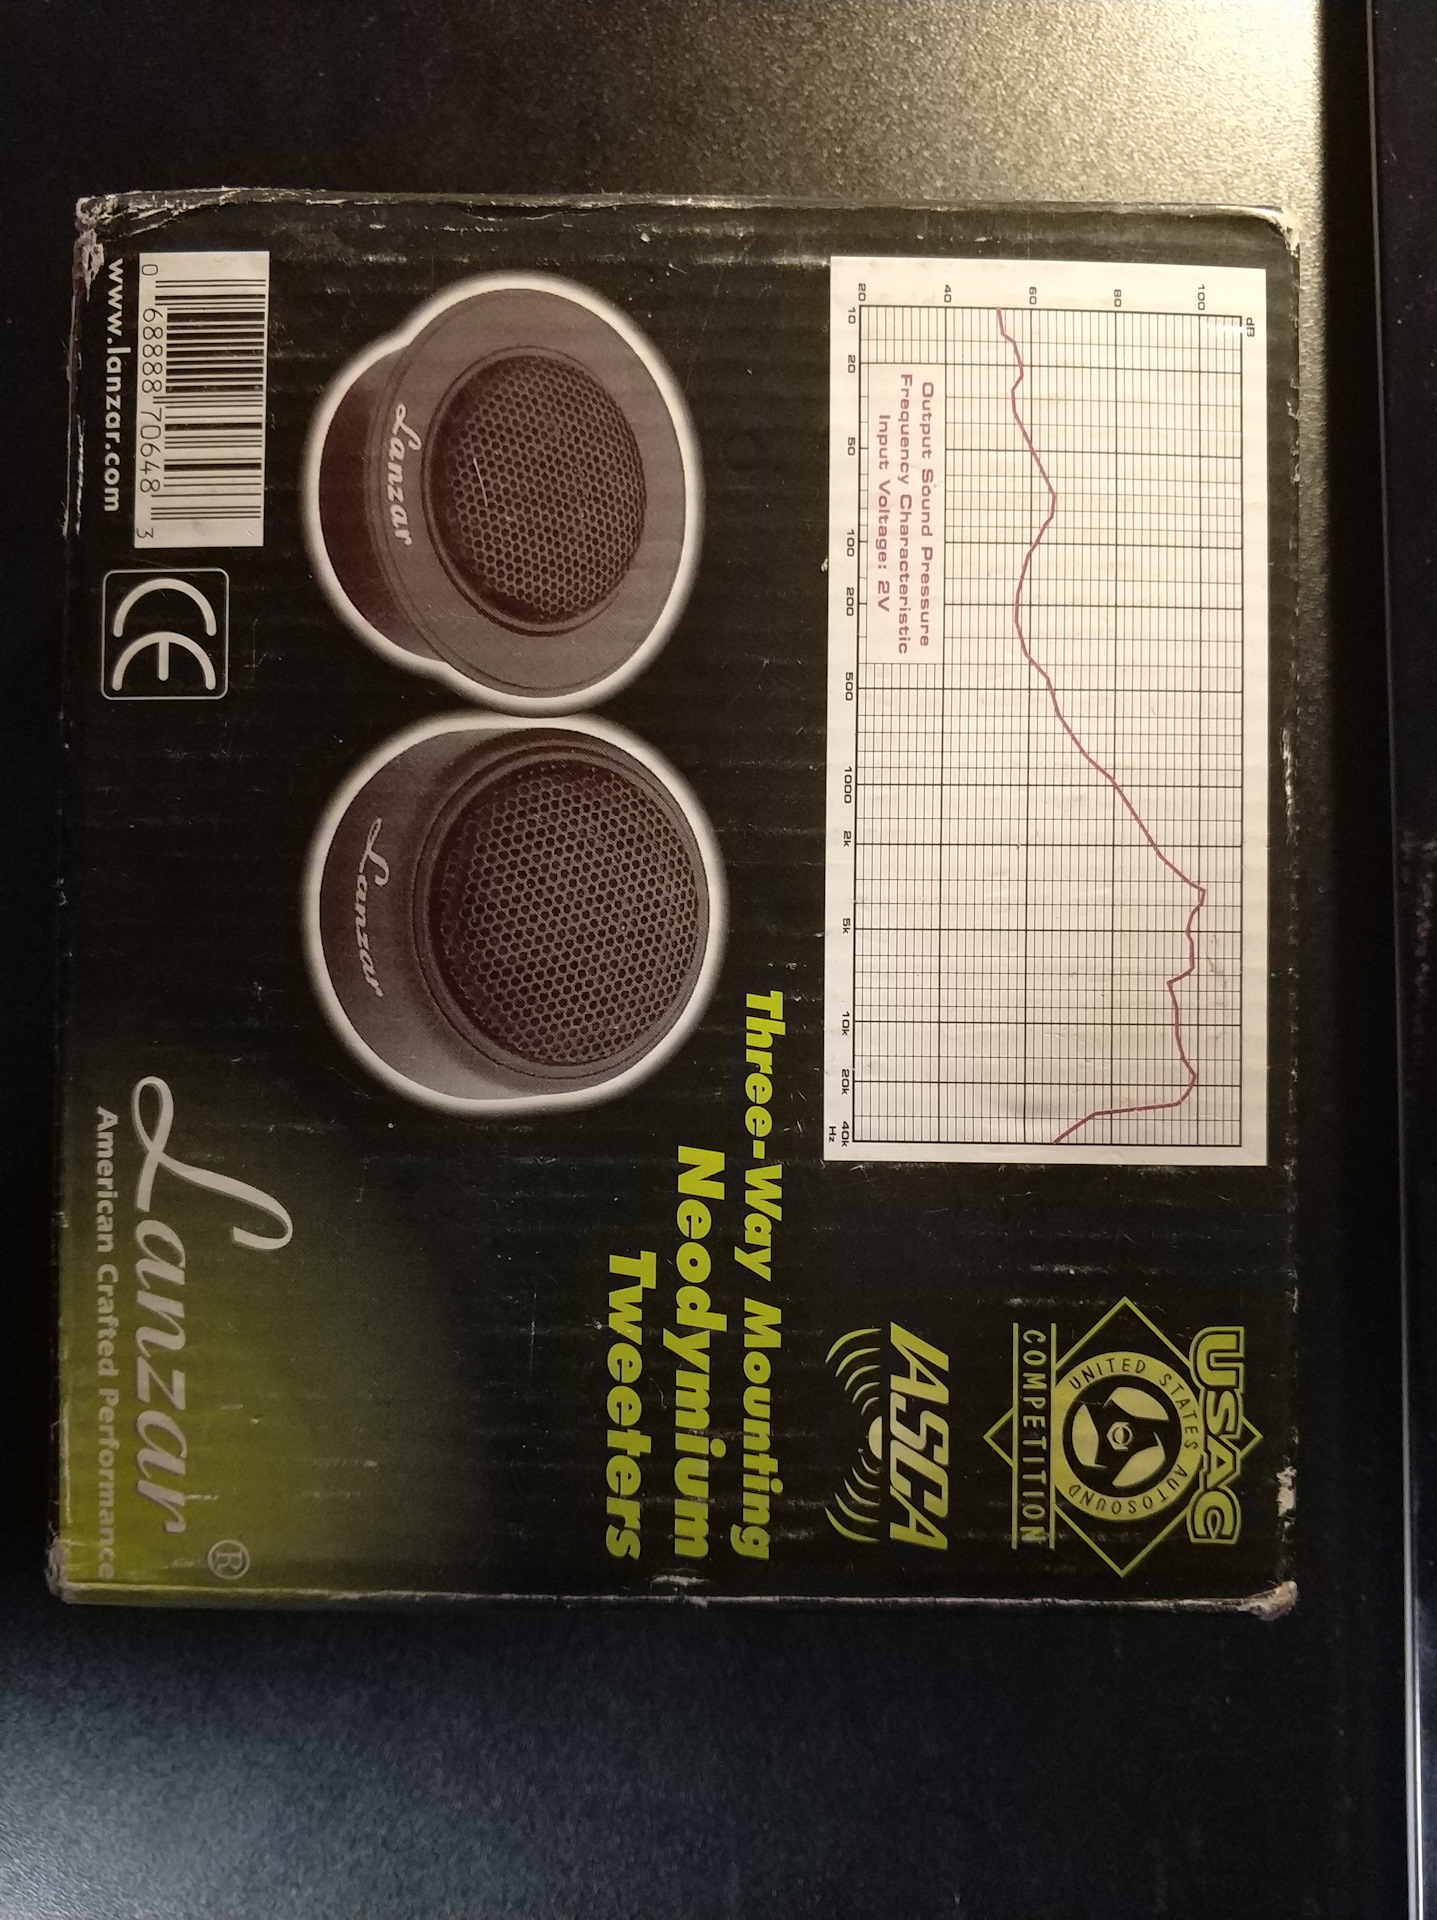 dB
100
80
60
40
20
10 20 50 100 200 500 1000 2k 5k 10k 20k 40k
Hz
Output Sound Pressure
Frequency Characteristic
Input Voltage: 2V
USAC
UNITED STATES AUTOSOUND
COMPETITION
IASCA
Three-Way Mounting
Neodymium
Tweeters
Lanzar
Lanzar
0 68888 70648 3
www.lanzar.com
CE
Lanzar®
American Crafted Performance